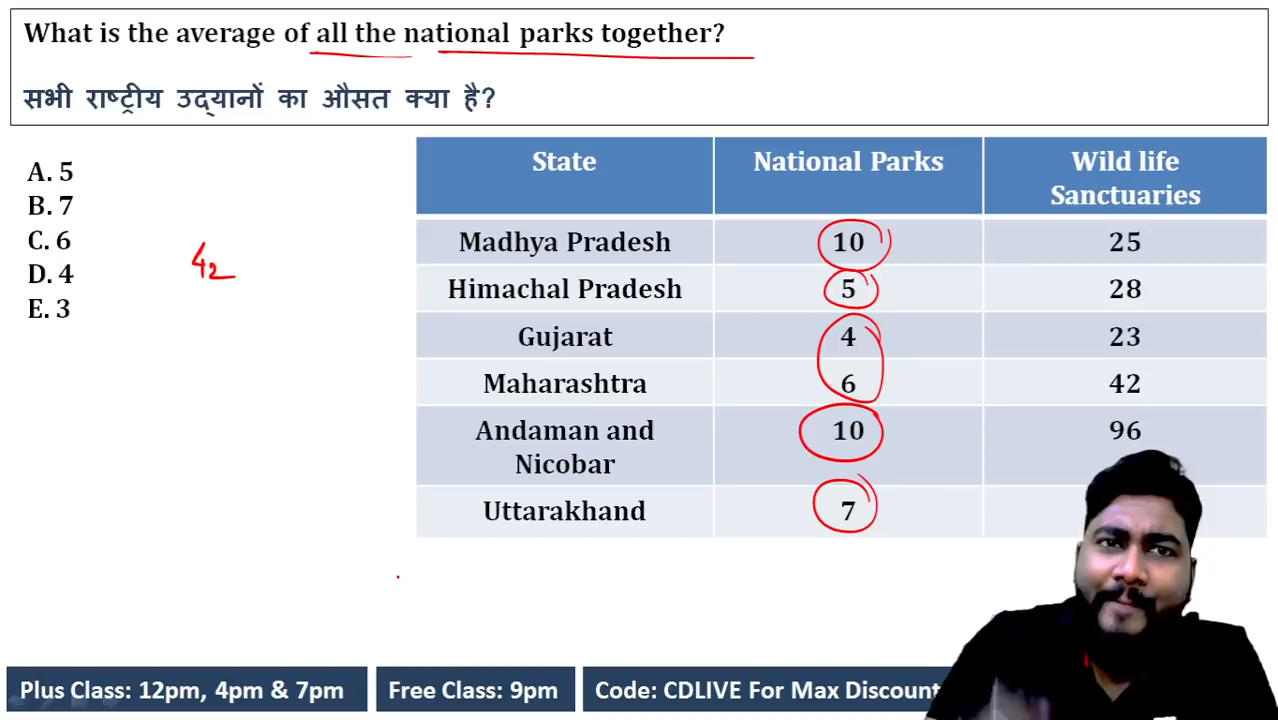 What is the average of all the national parks together?
सभी राष्ट्रीय उद्यानों का औसत क्या है?
A. 5
B. 7
C. 6
D. 4
E. 3
42
State National Parks Wild life Sanctuaries
Madhya Pradesh 10 25
Himachal Pradesh 5 28
Gujarat 4 23
Maharashtra 6 42
Andaman and Nicobar 10 96
Uttarakhand 7
Plus Class: 12pm, 4pm & 7pm
Free Class: 9pm
Code: CDLIVE For Max Discount